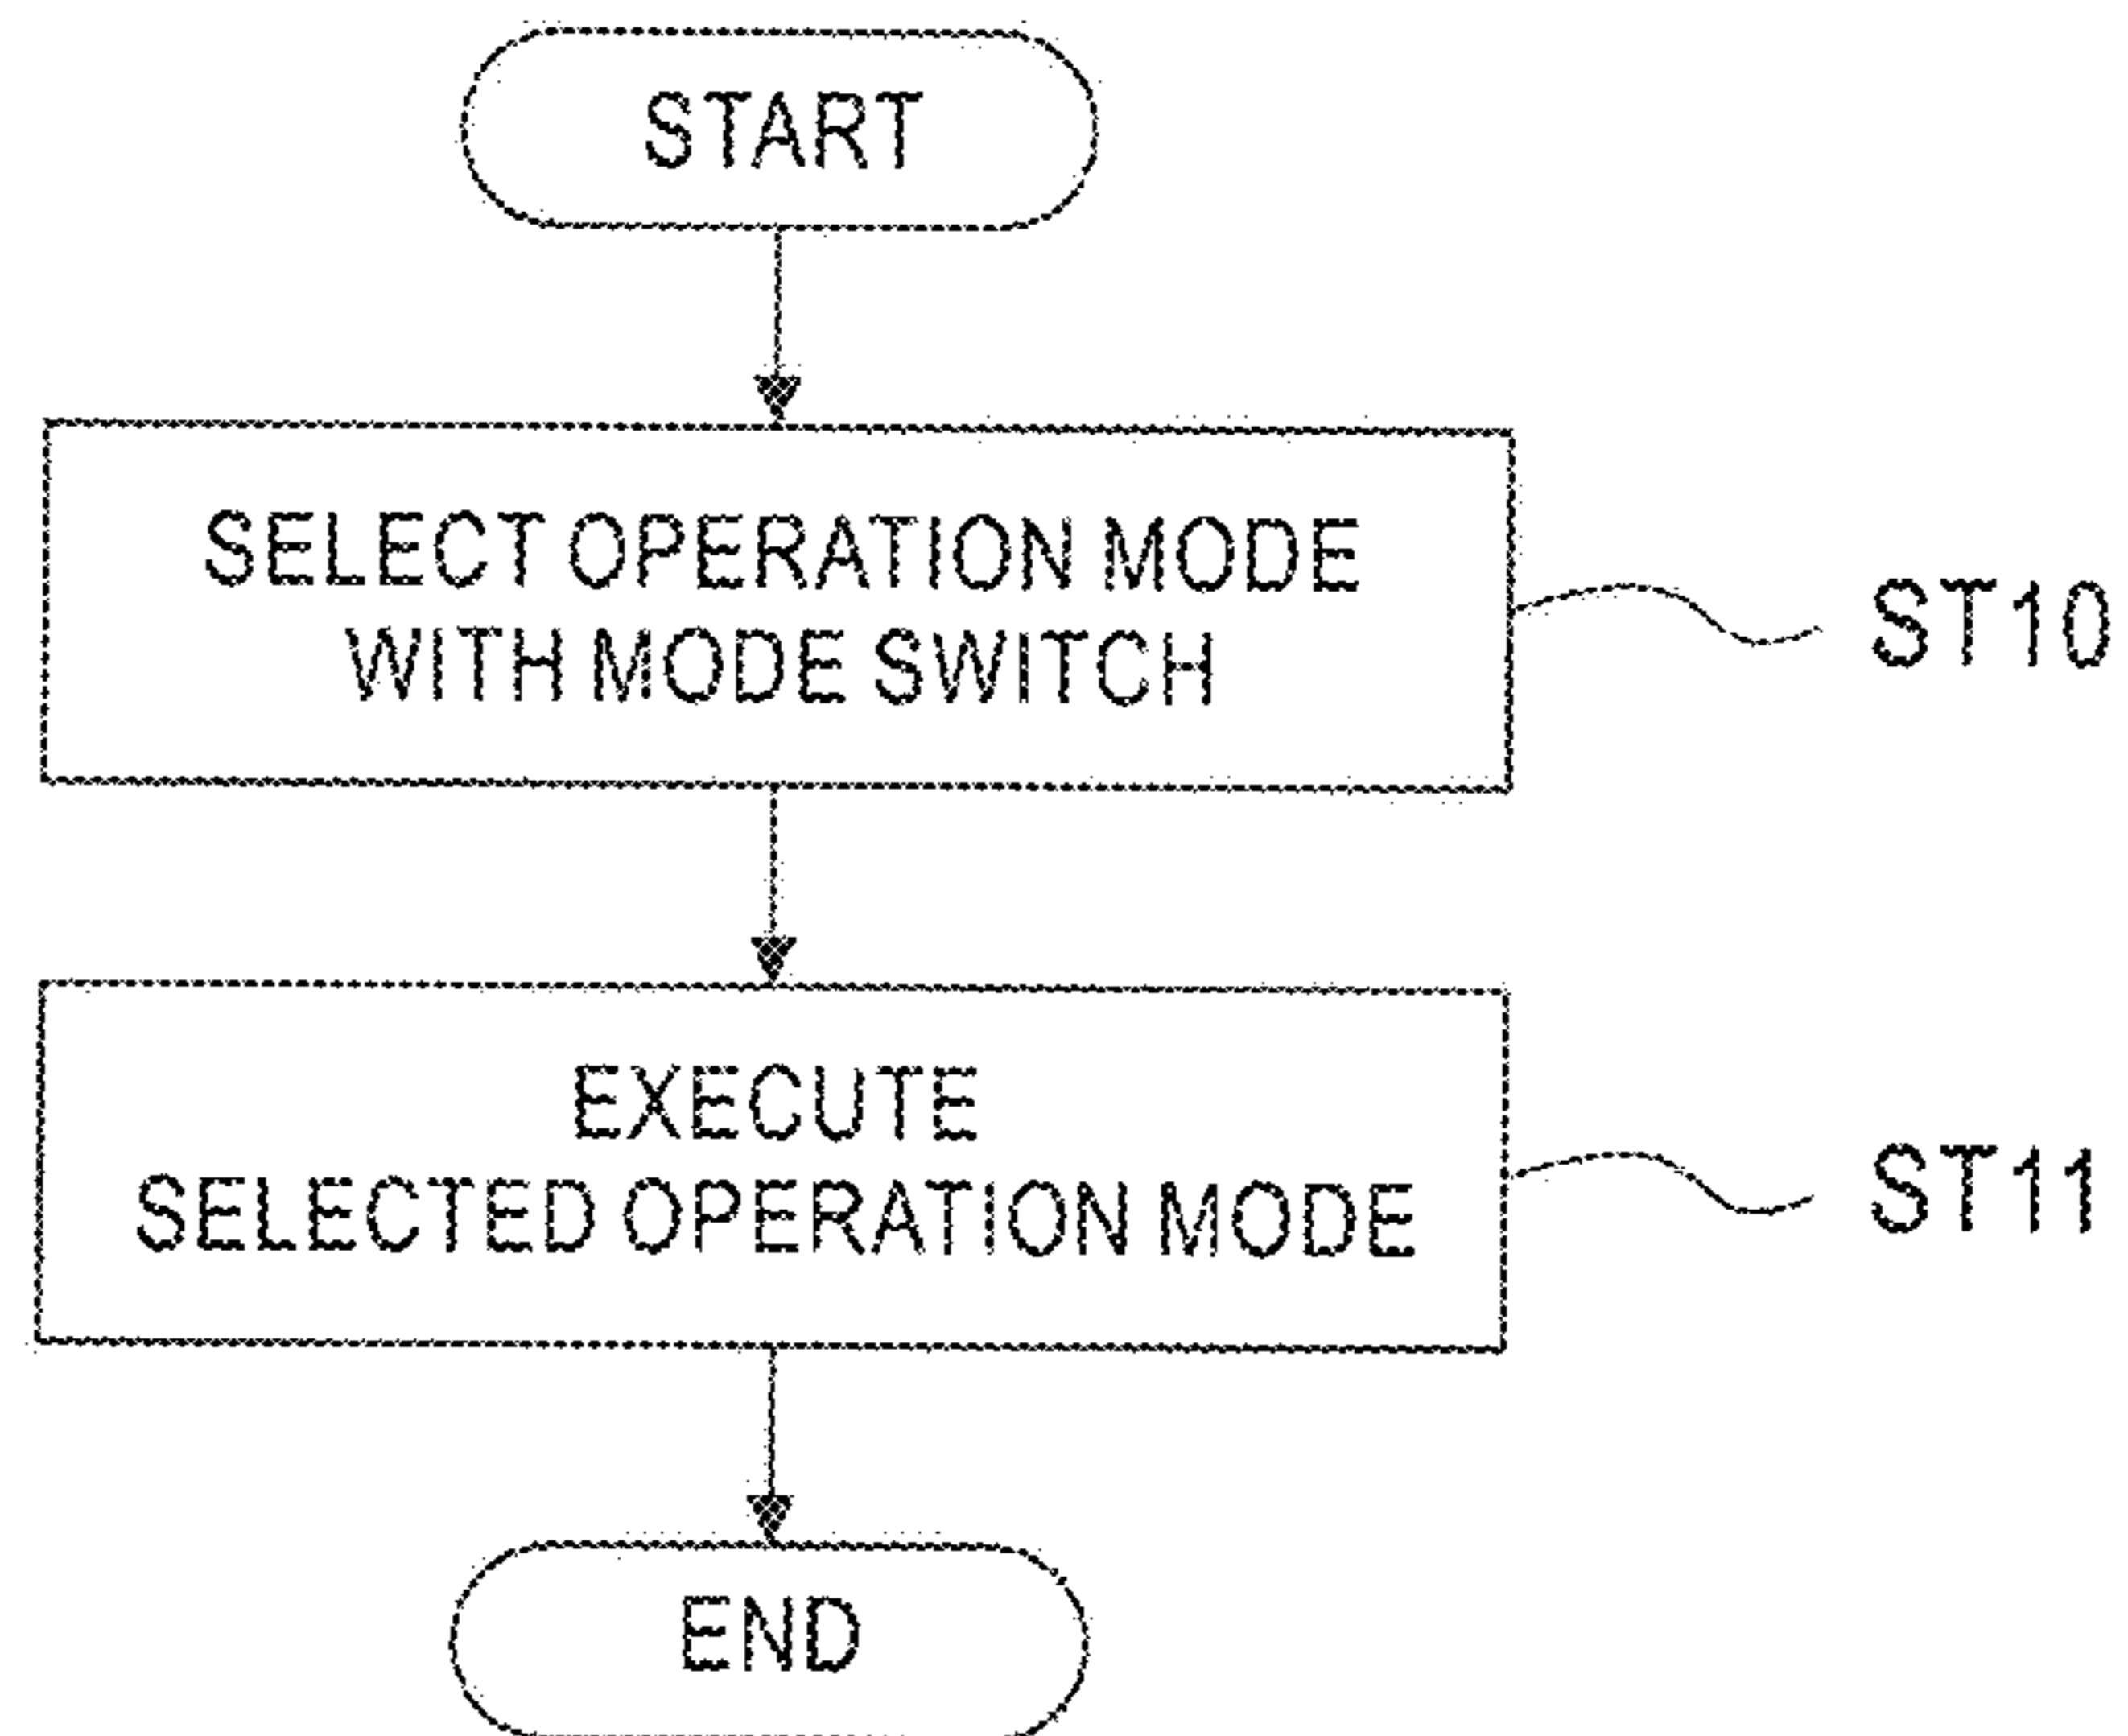 START
SELECT OPERATION MODE
WITH MODE SWITCH
ST10
EXECUTE
SELECTED OPERATION MODE
ST11
END